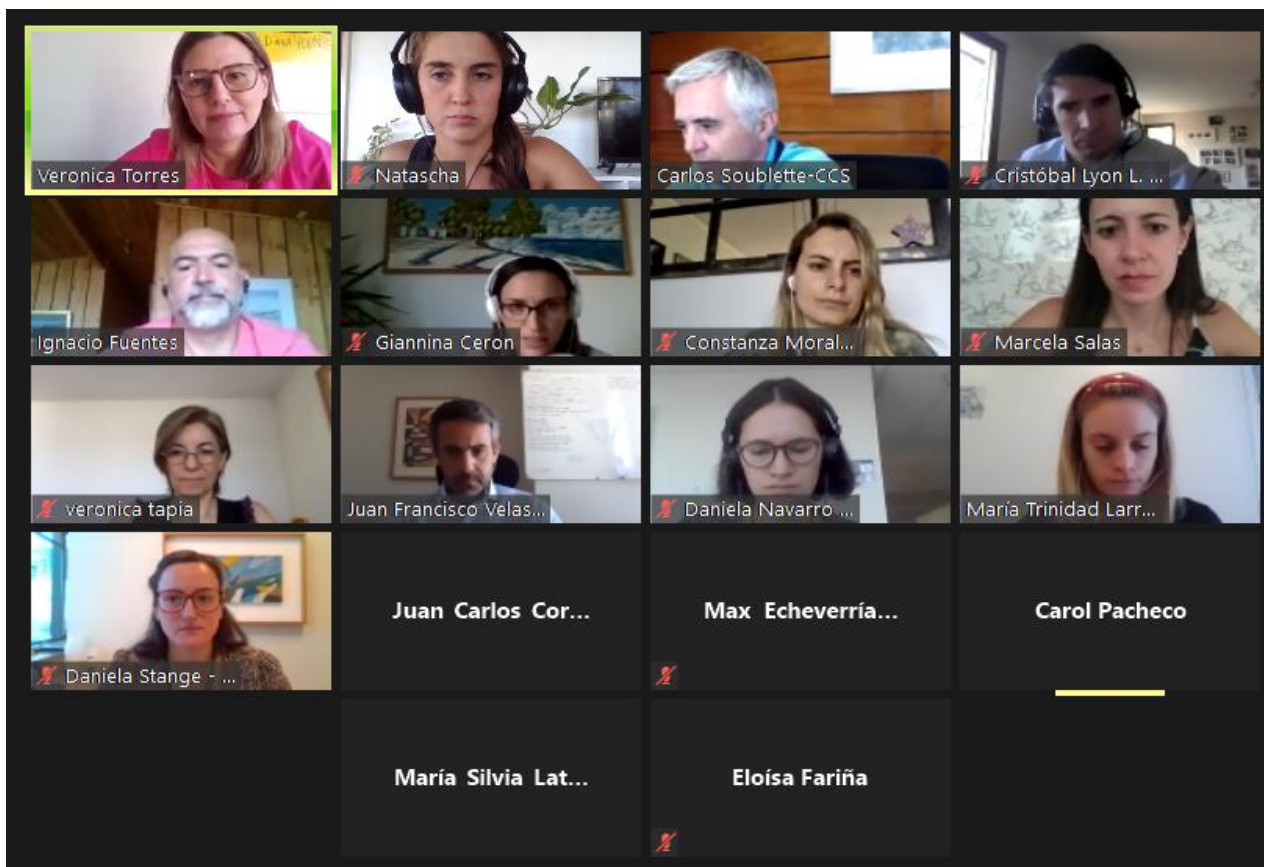 Veronica Torres
Natascha
Carlos Soublette-CCS
Cristóbal Lyon L. ...
Ignacio Fuentes
Giannina Ceron
Constanza Moral...
Marcela Salas
veronica tapia
Juan Francisco Velas...
Daniela Navarro ...
María Trinidad Larr...
Daniela Stange - ...
Juan Carlos Cor...
Max Echeverría...
Carol Pacheco
María Silvia Lat...
Eloísa Fariña